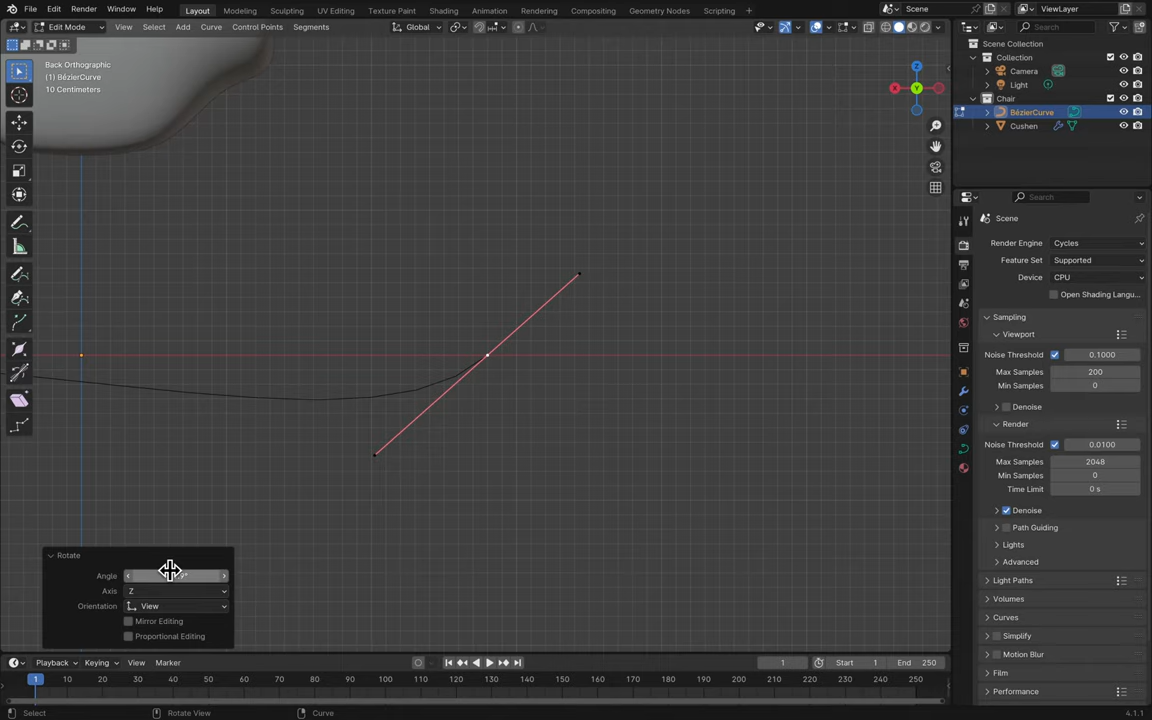 File Edit Render Window Help Layout Modeling Sculpting UV Editing Texture Paint Shading Animation Rendering Compositing Geometry Nodes Scripting Scene ViewLayer
Edit Mode View Select Add Curve Control Points Segments Global Search
Back Orthographic
(1) BézierCurve
10 Centimeters
Z
X
Y
Scene Collection
Collection
Camera
Light
Chair
BézierCurve
Cushen
Search
Scene
Render Engine Cycles
Feature Set Supported
Device CPU
Open Shading Langu...
Sampling
Viewport
Noise Threshold 0.1000
Max Samples 200
Min Samples 0
Denoise
Render
Noise Threshold 0.0100
Max Samples 2048
Min Samples 0
Time Limit 0 s
Denoise
Path Guiding
Lights
Advanced
Light Paths
Volumes
Curves
Simplify
Motion Blur
Film
Performance
Rotate
Angle
Axis Z
Orientation View
Mirror Editing
Proportional Editing
Playback Keying View Marker 1 Start 1 End 250
1 10 20 30 40 50 60 70 80 90 100 110 120 130 140 150 160 170 180 190 200 210 220 230 240 250
Select Rotate View Curve 4.1.1